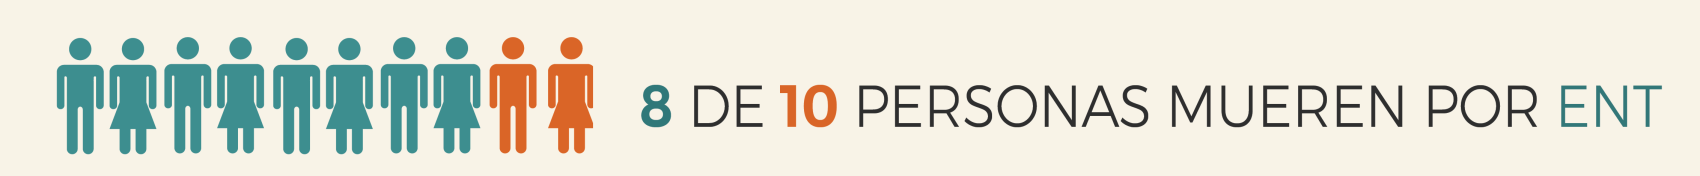 8 DE 10 PERSONAS MUEREN POR ENT